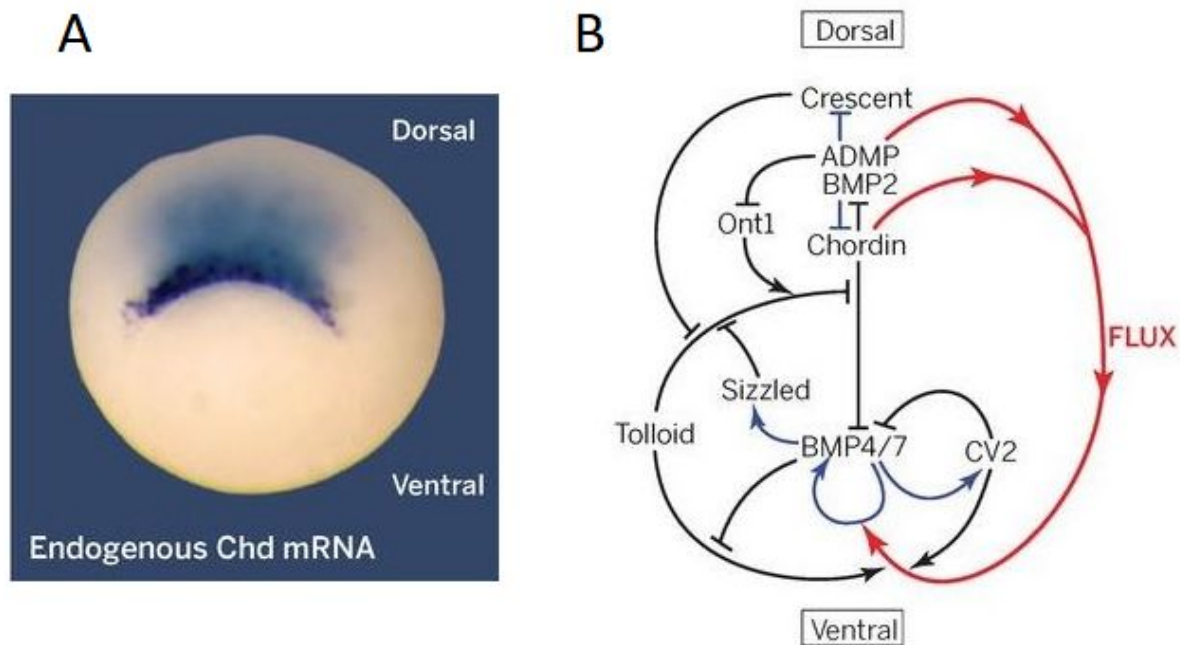 A
Dorsal
Ventral
Endogenous Chd mRNA
B
Dorsal
Crescent
ADMP
BMP2
Ont1
Chordin
FLUX
Sizzled
Tolloid
BMP4/7
CV2
Ventral